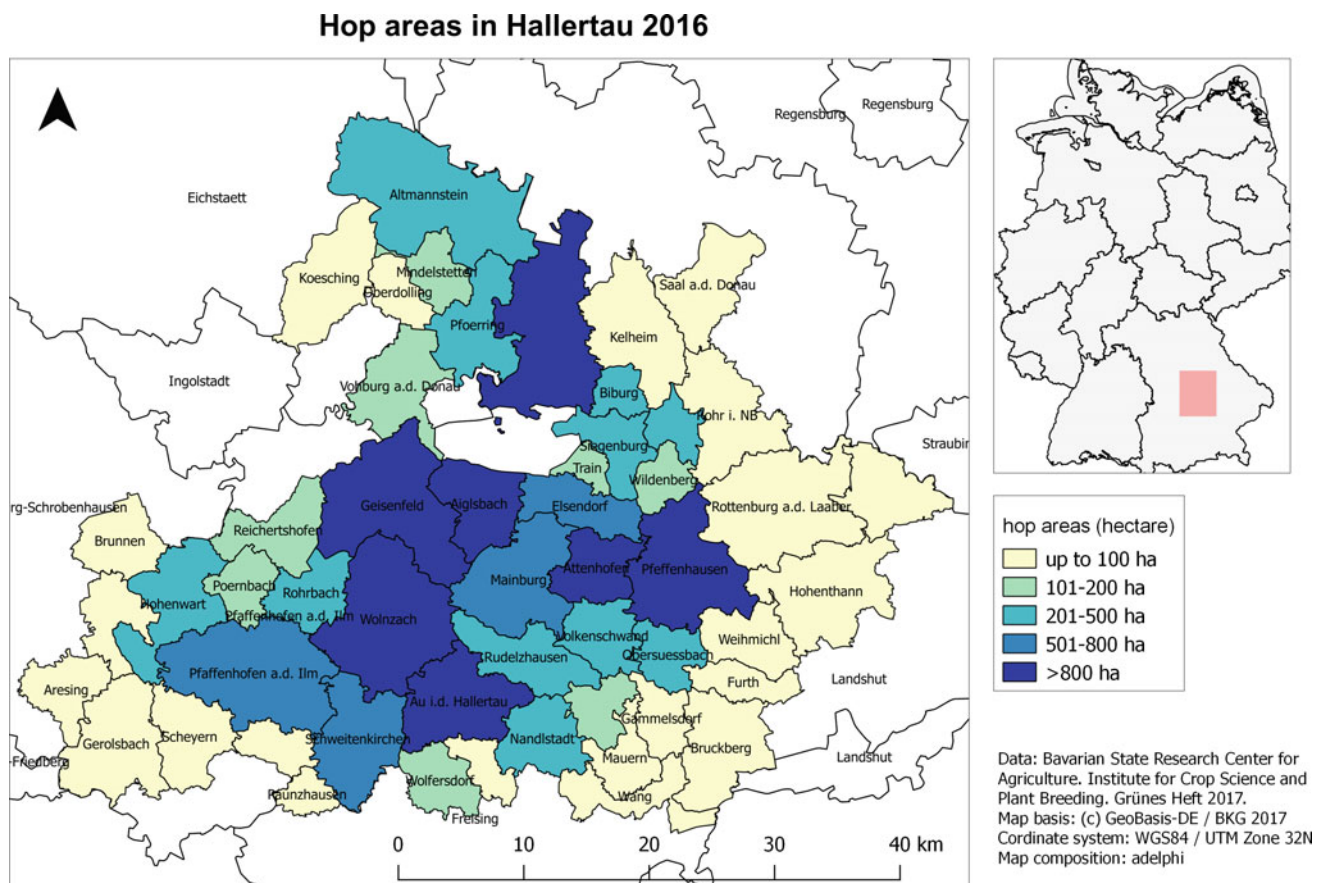 Hop areas in Hallertau 2016
Regensburg
Regensburg
Eichstaett
Altmannstein
Koesching
Mindelstetten
Oberdolling
Saal a.d. Donau
Pfoerring
Kelheim
Ingolstadt
Vohburg a.d. Donau
Biburg
Rohr i. NB
Siegenburg
Straubin
Train
Wildenberg
rg-Schrobenhausen
Geisenfeld
Aiglsbach
Elsendorf
Rottenburg a.d. Laaber
Reichertshofen
Brunnen
Attenhofen
Pfeffenhausen
Mainburg
Poernbach
Rohrbach
Hohenthann
Hohenwart
Pfaffenhofen a.d. Ilm
Wolnzach
Volkenschwand
Weihmichl
Rudelzhausen
Obersuessbach
Pfaffenhofen a.d. Ilm
Furth
Landshut
Aresing
Au i.d. Hallertau
Gammelsdorf
Gerolsbach
Scheyern
Schweitenkirchen
Nandlstadt
Bruckberg
Mauern
Landshut
-Friedberg
Wolfersdorf
Paunzhausen
Wang
Freising
0 10 20 30 40 km
hop areas (hectare)
up to 100 ha
101-200 ha
201-500 ha
501-800 ha
>800 ha
Data: Bavarian State Research Center for
Agriculture. Institute for Crop Science and
Plant Breeding. Grünes Heft 2017.
Map basis: (c) GeoBasis-DE / BKG 2017
Cordinate system: WGS84 / UTM Zone 32N
Map composition: adelphi